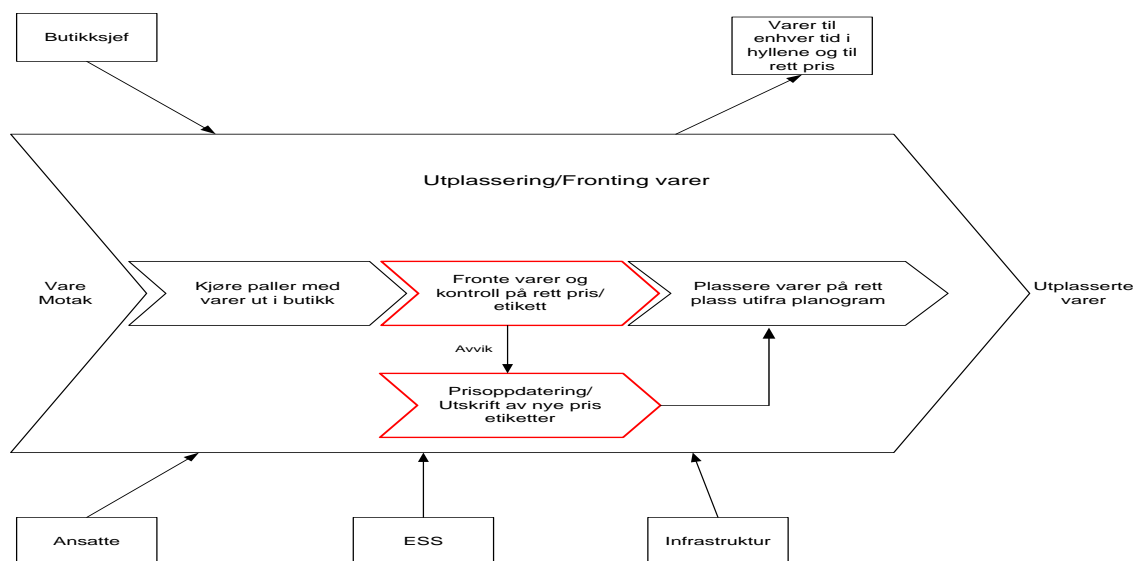 Butikksjef
Varer til
enhver tid i
hyllene og til
rett pris
Utplassering/Fronting varer
Vare
Motak
Kjøre paller med
varer ut i butikk
Fronte varer og
kontroll på rett pris/
etikett
Plassere varer på rett
plass utifra planogram
Utplasserte
varer
Avvik
Prisoppdatering/
Utskrift av nye pris
etiketter
Ansatte
ESS
Infrastruktur